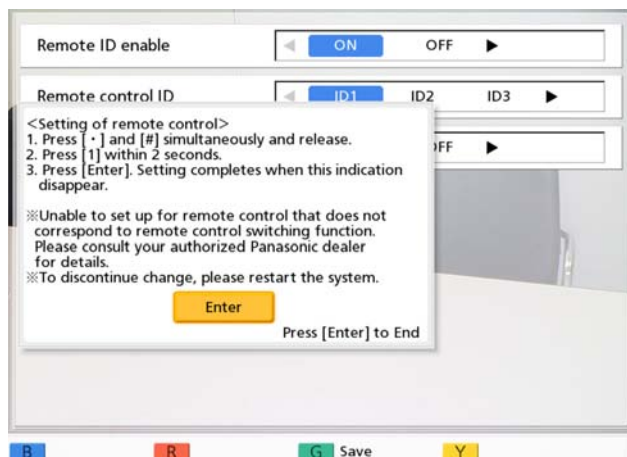 Remote ID enable ◀ ON OFF ▶
Remote control ID ◀ ID1 ID2 ID3 ▶
<Setting of remote control>
1. Press [・] and [#] simultaneously and release.
2. Press [1] within 2 seconds.
3. Press [Enter]. Setting completes when this indication
disappear.
※Unable to set up for remote control that does not
correspond to remote control switching function.
Please consult your authorized Panasonic dealer
for details.
※To discontinue change, please restart the system.
Enter
Press [Enter] to End
B R G Save Y